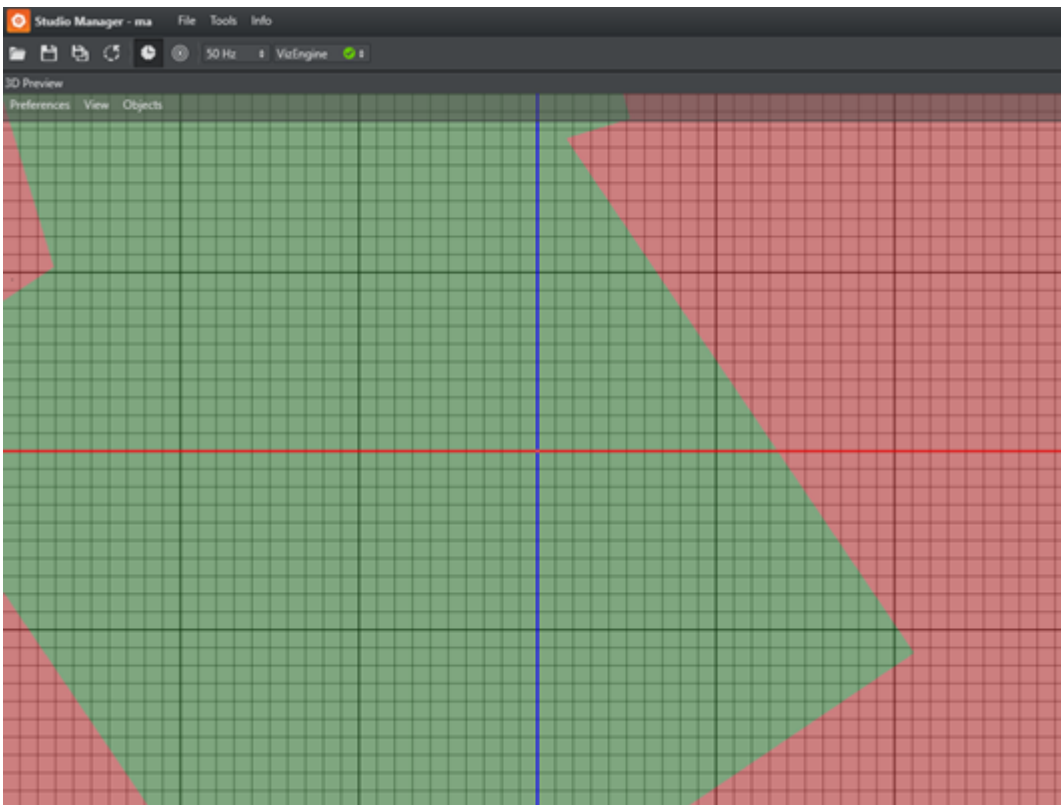 Studio Manager - ma File Tools Info
50 Hz VizEngine
3D Preview
Preferences View Objects